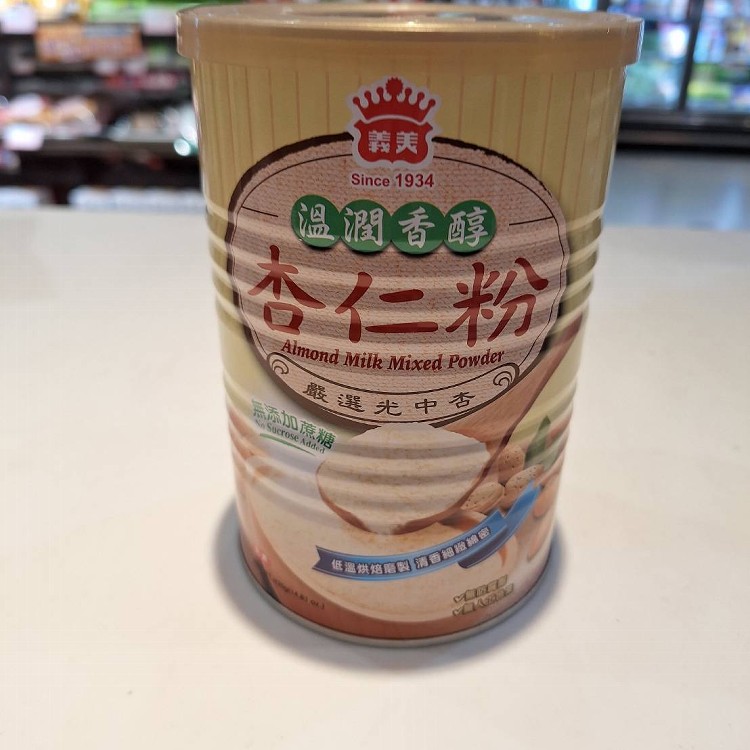 義美
Since 1934
溫潤香醇
杏仁粉
Almond Milk Mixed Powder
嚴選光中杏
無添加蔗糖
No Sucrose Added
低溫烘焙磨製 清香細緻綿密